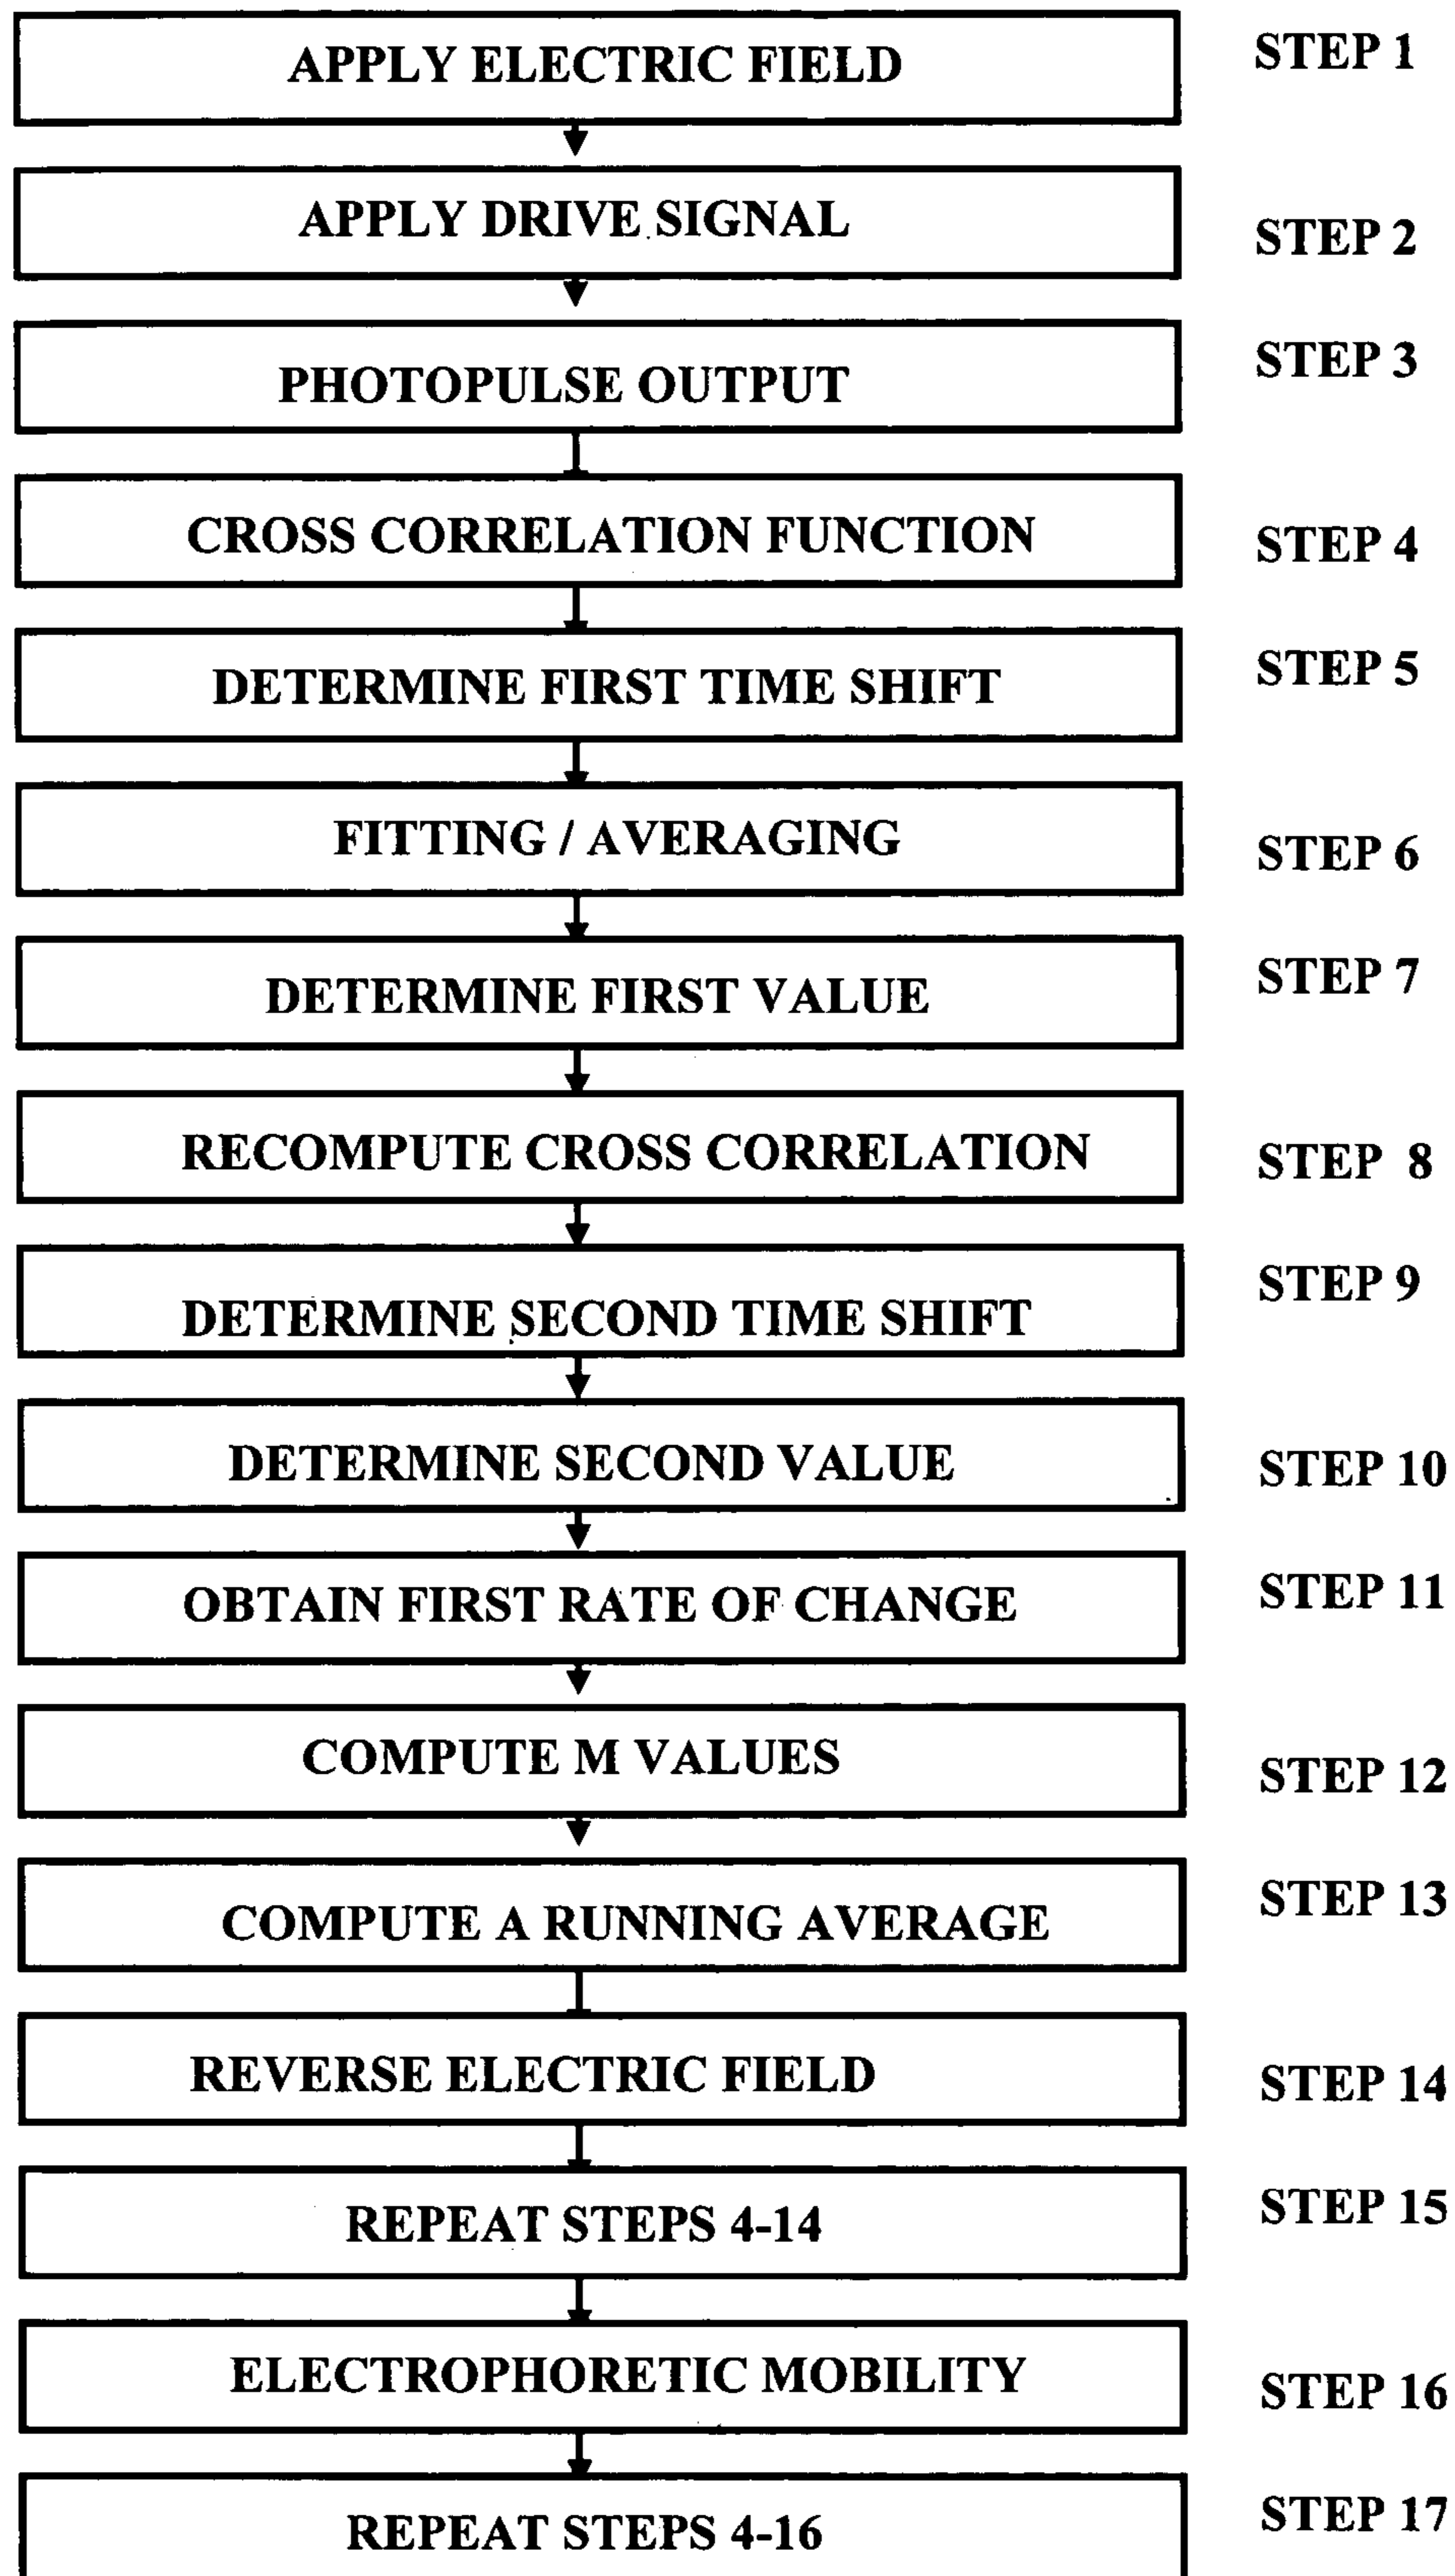 APPLY ELECTRIC FIELD STEP 1
APPLY DRIVE SIGNAL STEP 2
PHOTOPULSE OUTPUT STEP 3
CROSS CORRELATION FUNCTION STEP 4
DETERMINE FIRST TIME SHIFT STEP 5
FITTING / AVERAGING STEP 6
DETERMINE FIRST VALUE STEP 7
RECOMPUTE CROSS CORRELATION STEP 8
DETERMINE SECOND TIME SHIFT STEP 9
DETERMINE SECOND VALUE STEP 10
OBTAIN FIRST RATE OF CHANGE STEP 11
COMPUTE M VALUES STEP 12
COMPUTE A RUNNING AVERAGE STEP 13
REVERSE ELECTRIC FIELD STEP 14
REPEAT STEPS 4-14 STEP 15
ELECTROPHORETIC MOBILITY STEP 16
REPEAT STEPS 4-16 STEP 17